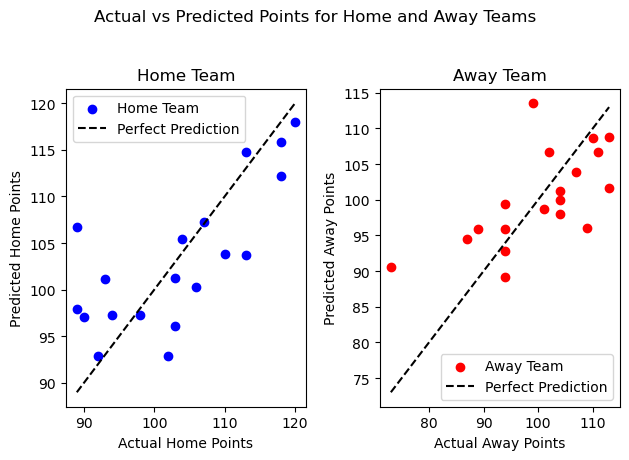 Actual vs Predicted Points for Home and Away Teams
Home Team
Home Team
Perfect Prediction
120
115
110
105
100
95
90
Predicted Home Points
90
100
110
120
Actual Home Points
Away Team
115
110
105
100
95
90
85
80
75
Predicted Away Points
Away Team
Perfect Prediction
80
90
100
110
Actual Away Points